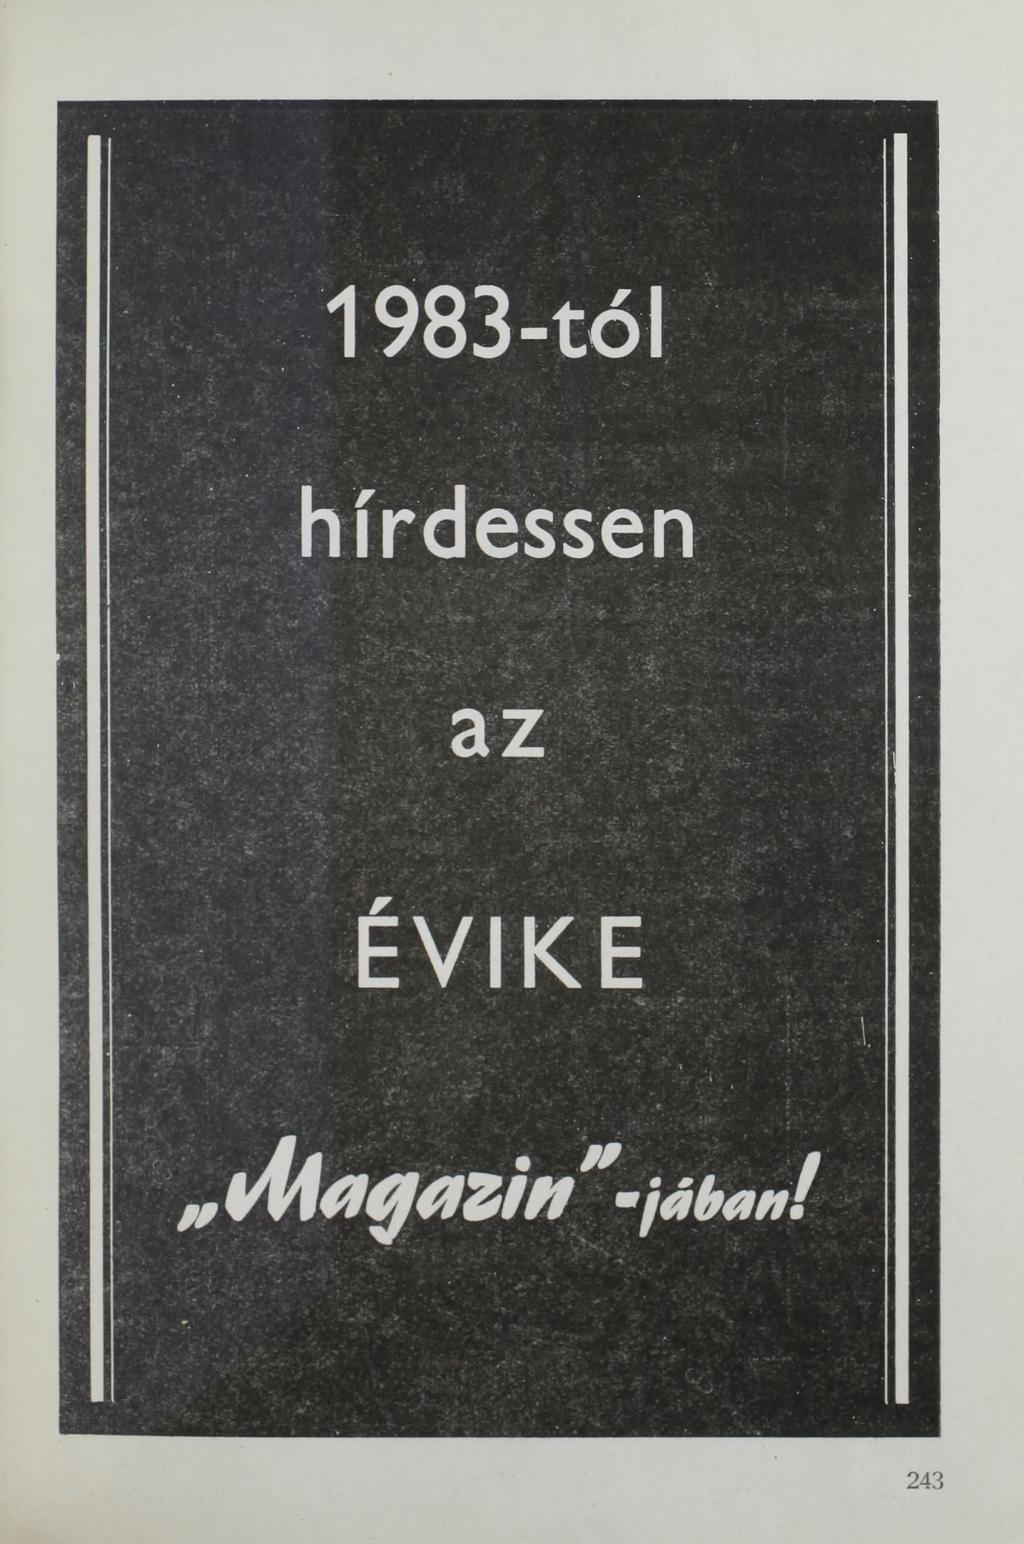 1983-tól
hírdessen
az
ÉVIKE
„Magazin”-jában!
243